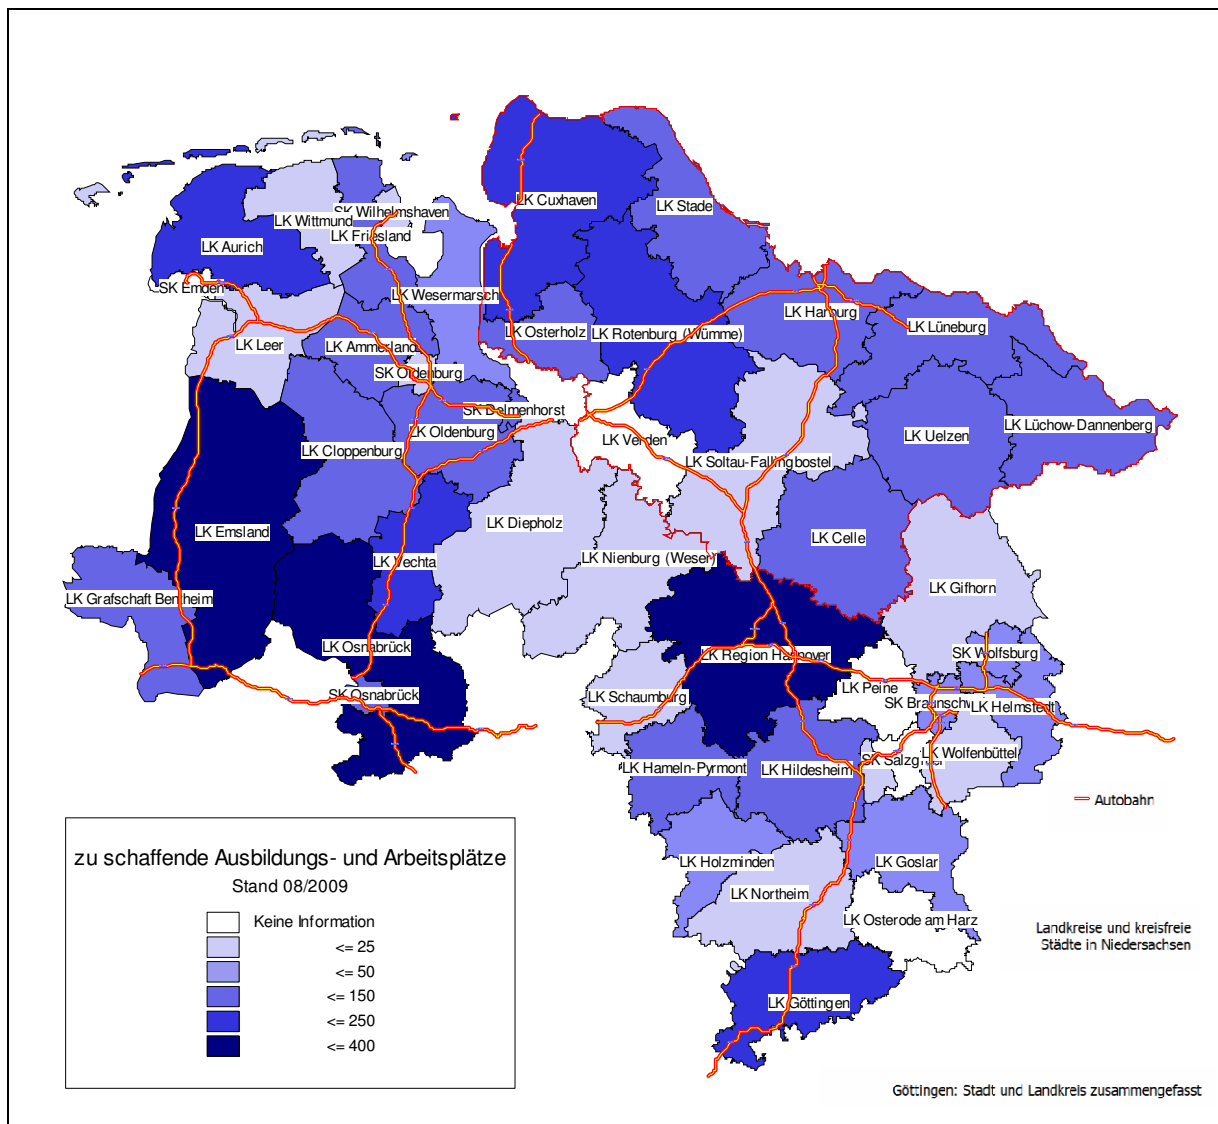 LK Cuxhaven
LK Stade
SK Wilhelmshaven
LK Wittmund
LK Friesland
LK Aurich
SK Emden
LK Wesermarsch
LK Harburg
LK Lüneburg
LK Osterholz
LK Rotenburg (Wümme)
LK Leer
LK Ammerland
SK Oldenburg
SK Delmenhorst
LK Oldenburg
LK Verden
LK Uelzen
LK Lüchow-Dannenberg
LK Cloppenburg
LK Soltau-Fallingbostel
LK Diepholz
LK Emsland
LK Celle
LK Vechta
LK Nienburg (Weser)
LK Gifhorn
LK Grafschaft Bentheim
LK Osnabrück
LK Region Hannover
SK Wolfsburg
SK Osnabrück
LK Schaumburg
LK Peine
SK Braunschw
LK Helmstedt
LK Hameln-Pyrmont
LK Hildesheim
SK Salzgitter
LK Wolfenbüttel
Autobahn
LK Holzminden
LK Goslar
LK Northeim
LK Osterode am Harz
LK Göttingen
zu schaffende Ausbildungs- und Arbeitsplätze
Stand 08/2009
Keine Information
<= 25
<= 50
<= 150
<= 250
<= 400
Landkreise und kreisfreie
Städte in Niedersachsen
Göttingen: Stadt und Landkreis zusammengefasst